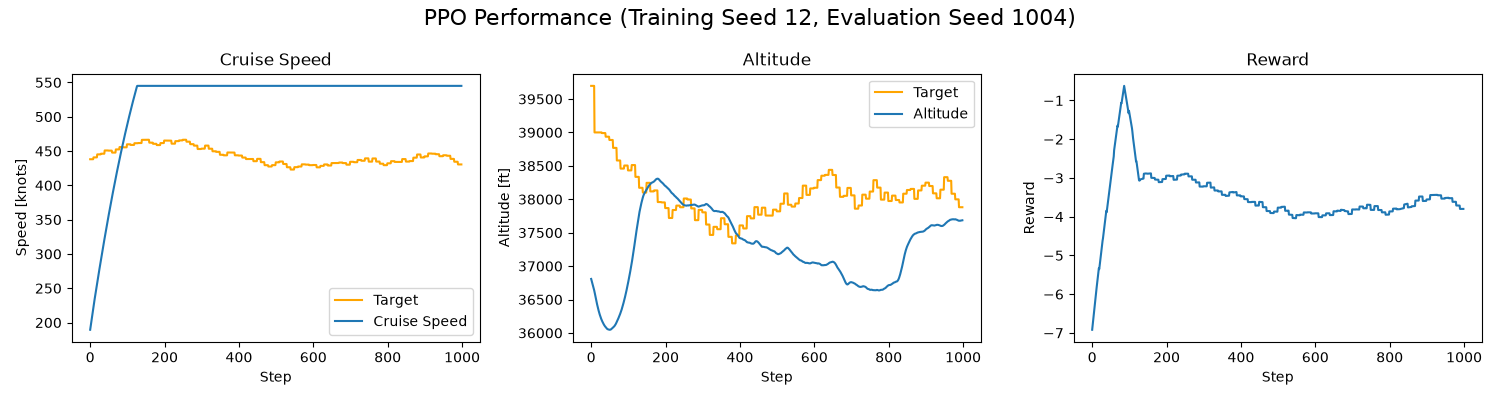 PPO Performance (Training Seed 12, Evaluation Seed 1004)
Cruise Speed
Speed [knots]
550
500
450
400
350
300
250
200
0 200 400 600 800 1000
Step
Target
Cruise Speed
Altitude
Altitude [ft]
39500
39000
38500
38000
37500
37000
36500
36000
0 200 400 600 800 1000
Step
Target
Altitude
Reward
Reward
−1
−2
−3
−4
−5
−6
−7
0 200 400 600 800 1000
Step